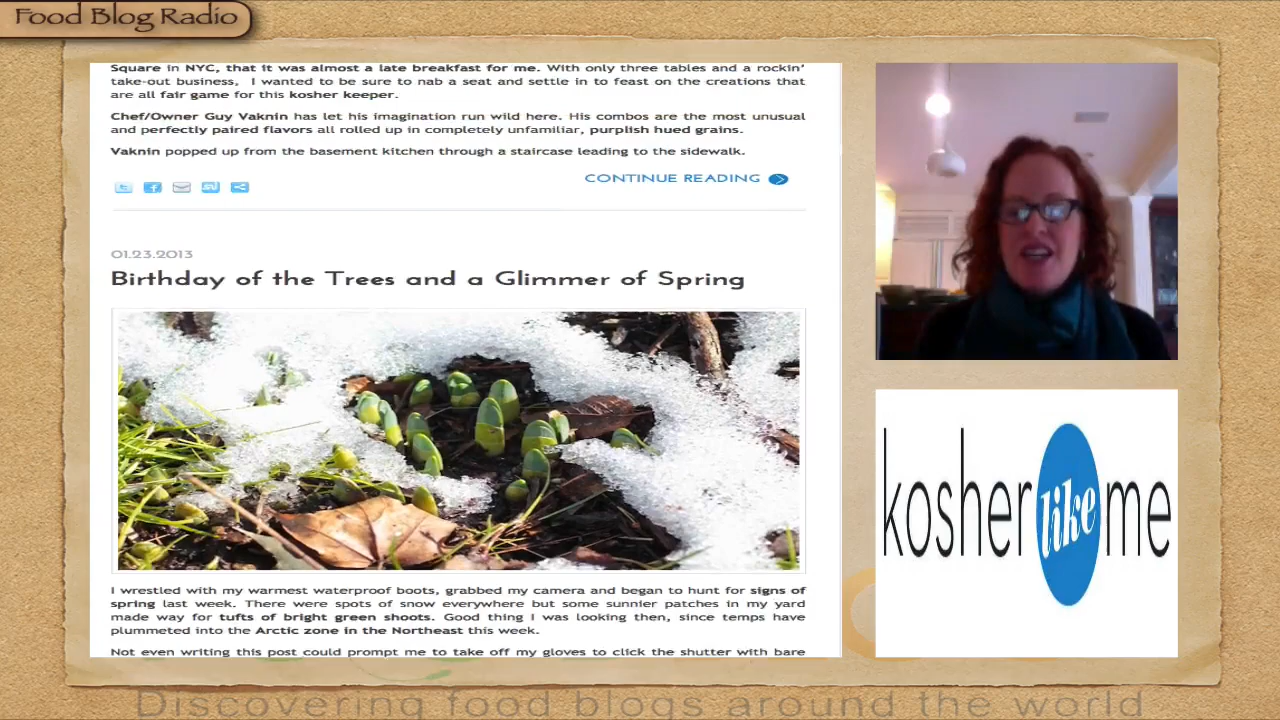 Food Blog Radio
Square in NYC, that it was almost a late breakfast for me. With only three tables and a rockin'
take-out business, I wanted to be sure to nab a seat and settle in to feast on the creations that
are all fair game for this kosher keeper.
Chef/Owner Guy Vaknin has let his imagination run wild here. His combos are the most unusual
and perfectly paired flavors all rolled up in completely unfamiliar, purplish hued grains.
Vaknin popped up from the basement kitchen through a staircase leading to the sidewalk.
CONTINUE READING
01.23.2013
Birthday of the Trees and a Glimmer of Spring
I wrestled with my warmest waterproof boots, grabbed my camera and began to hunt for signs of
spring last week. There were spots of snow everywhere but some sunnier patches in my yard
made way for tufts of bright green shoots. Good thing I was looking then, since temps have
plummeted into the Arctic zone in the Northeast this week.
Not even writing this post could prompt me to take off my gloves to click the shutter with bare
kosher like me
Discovering food blogs around the world